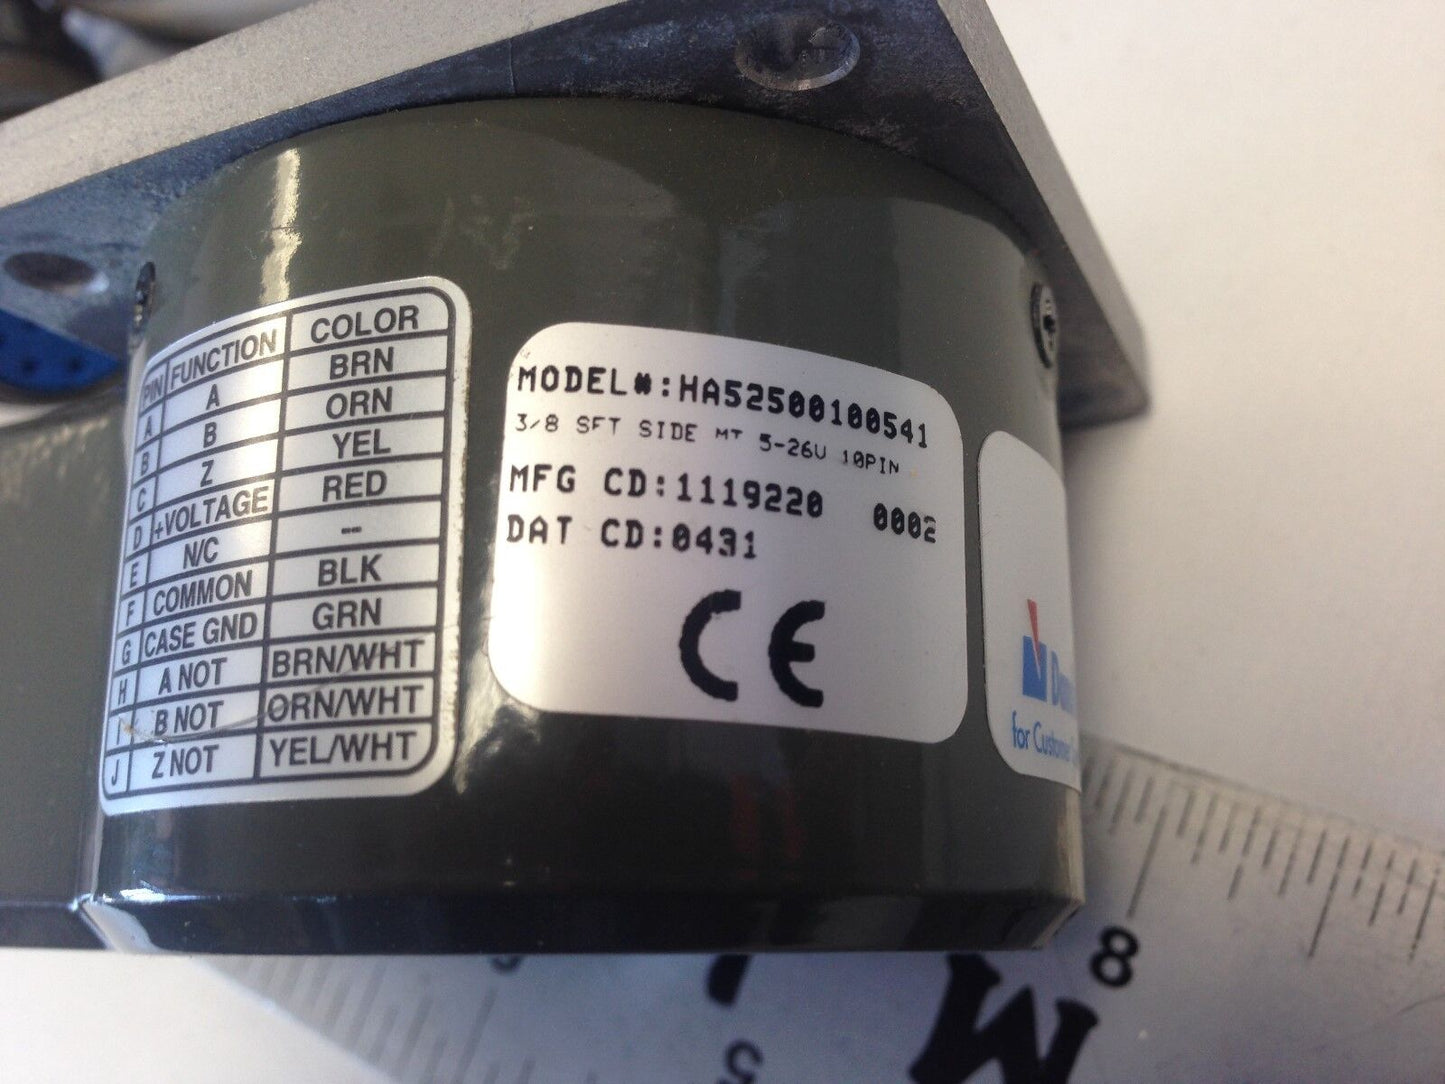 PIN FUNCTION COLOR
A A BRN
B B ORN
C Z YEL
D +VOLTAGE RED
E N/C --
F COMMON BLK
G CASE GND GRN
H A NOT BRN/WHT
I B NOT ORN/WHT
J Z NOT YEL/WHT
MODEL#:HA52500100541
3/8 SFT SIDE MT 5-26V 10PIN
MFG CD:1119220 0002
DAT CD:0431
CE
for Customer
8
5
M